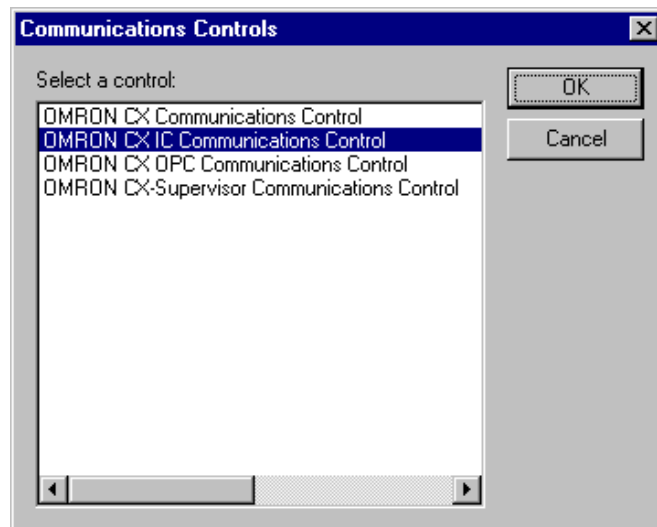 Communications Controls
Select a control:
OMRON CX Communications Control
OMRON CX IC Communications Control
OMRON CX OPC Communications Control
OMRON CX-Supervisor Communications Control
OK
Cancel